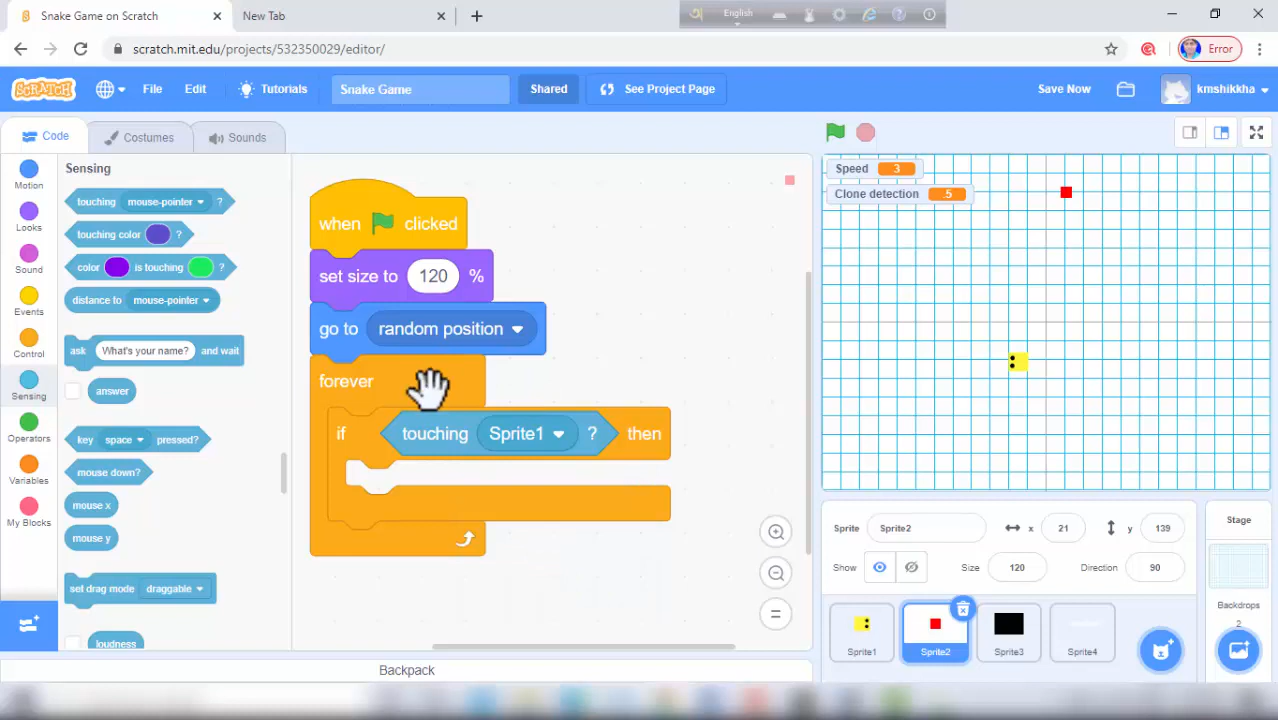 Snake Game on Scratch
New Tab
English
scratch.mit.edu/projects/532350029/editor/
Error
SCRATCH
File
Edit
Tutorials
Snake Game
Shared
See Project Page
Save Now
kmshikkha
Code
Costumes
Sounds
Motion
Looks
Sound
Events
Control
Sensing
Operators
Variables
My Blocks
Sensing
touching mouse-pointer ?
touching color ?
color is touching ?
distance to mouse-pointer
ask What's your name? and wait
answer
key space pressed?
mouse down?
mouse x
mouse y
set drag mode draggable
loudness
when clicked
set size to 120 %
go to random position
forever
if touching Sprite1 ? then
Backpack
Speed 3
Clone detection .5
Sprite Sprite2 x 21 y 139
Show Size 120 Direction 90
Sprite1
Sprite2
Sprite3
Sprite4
Stage
Backdrops
2